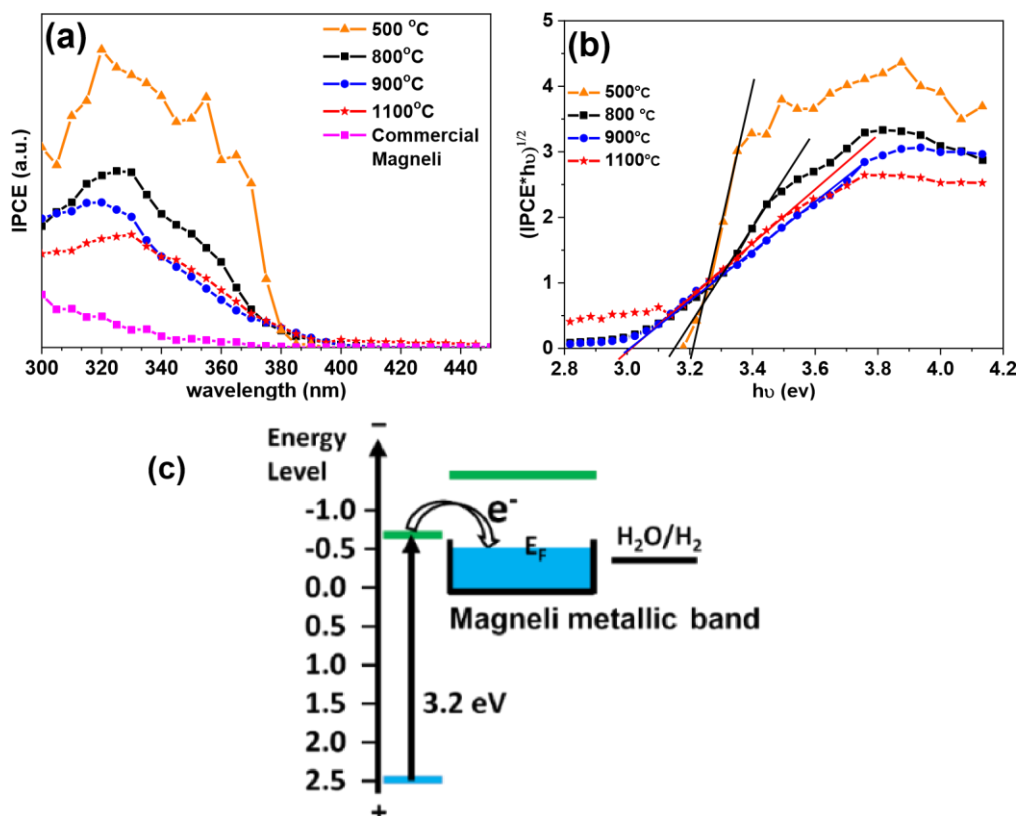 (a)
500 °C
800°C
900°C
1100°C
Commercial
Magneli
IPCE (a.u.)
300 320 340 360 380 400 420 440
wavelength (nm)
(b)
500°C
800 °C
900°C
1100°C
(IPCE*hυ)1/2
5
4
3
2
1
0
2.8 3.0 3.2 3.4 3.6 3.8 4.0 4.2
hυ (ev)
(c)
Energy
Level
−
-1.0
-0.5
0.0
0.5
1.0
1.5
2.0
2.5
+
e-
EF
H2O/H2
Magneli metallic band
3.2 eV